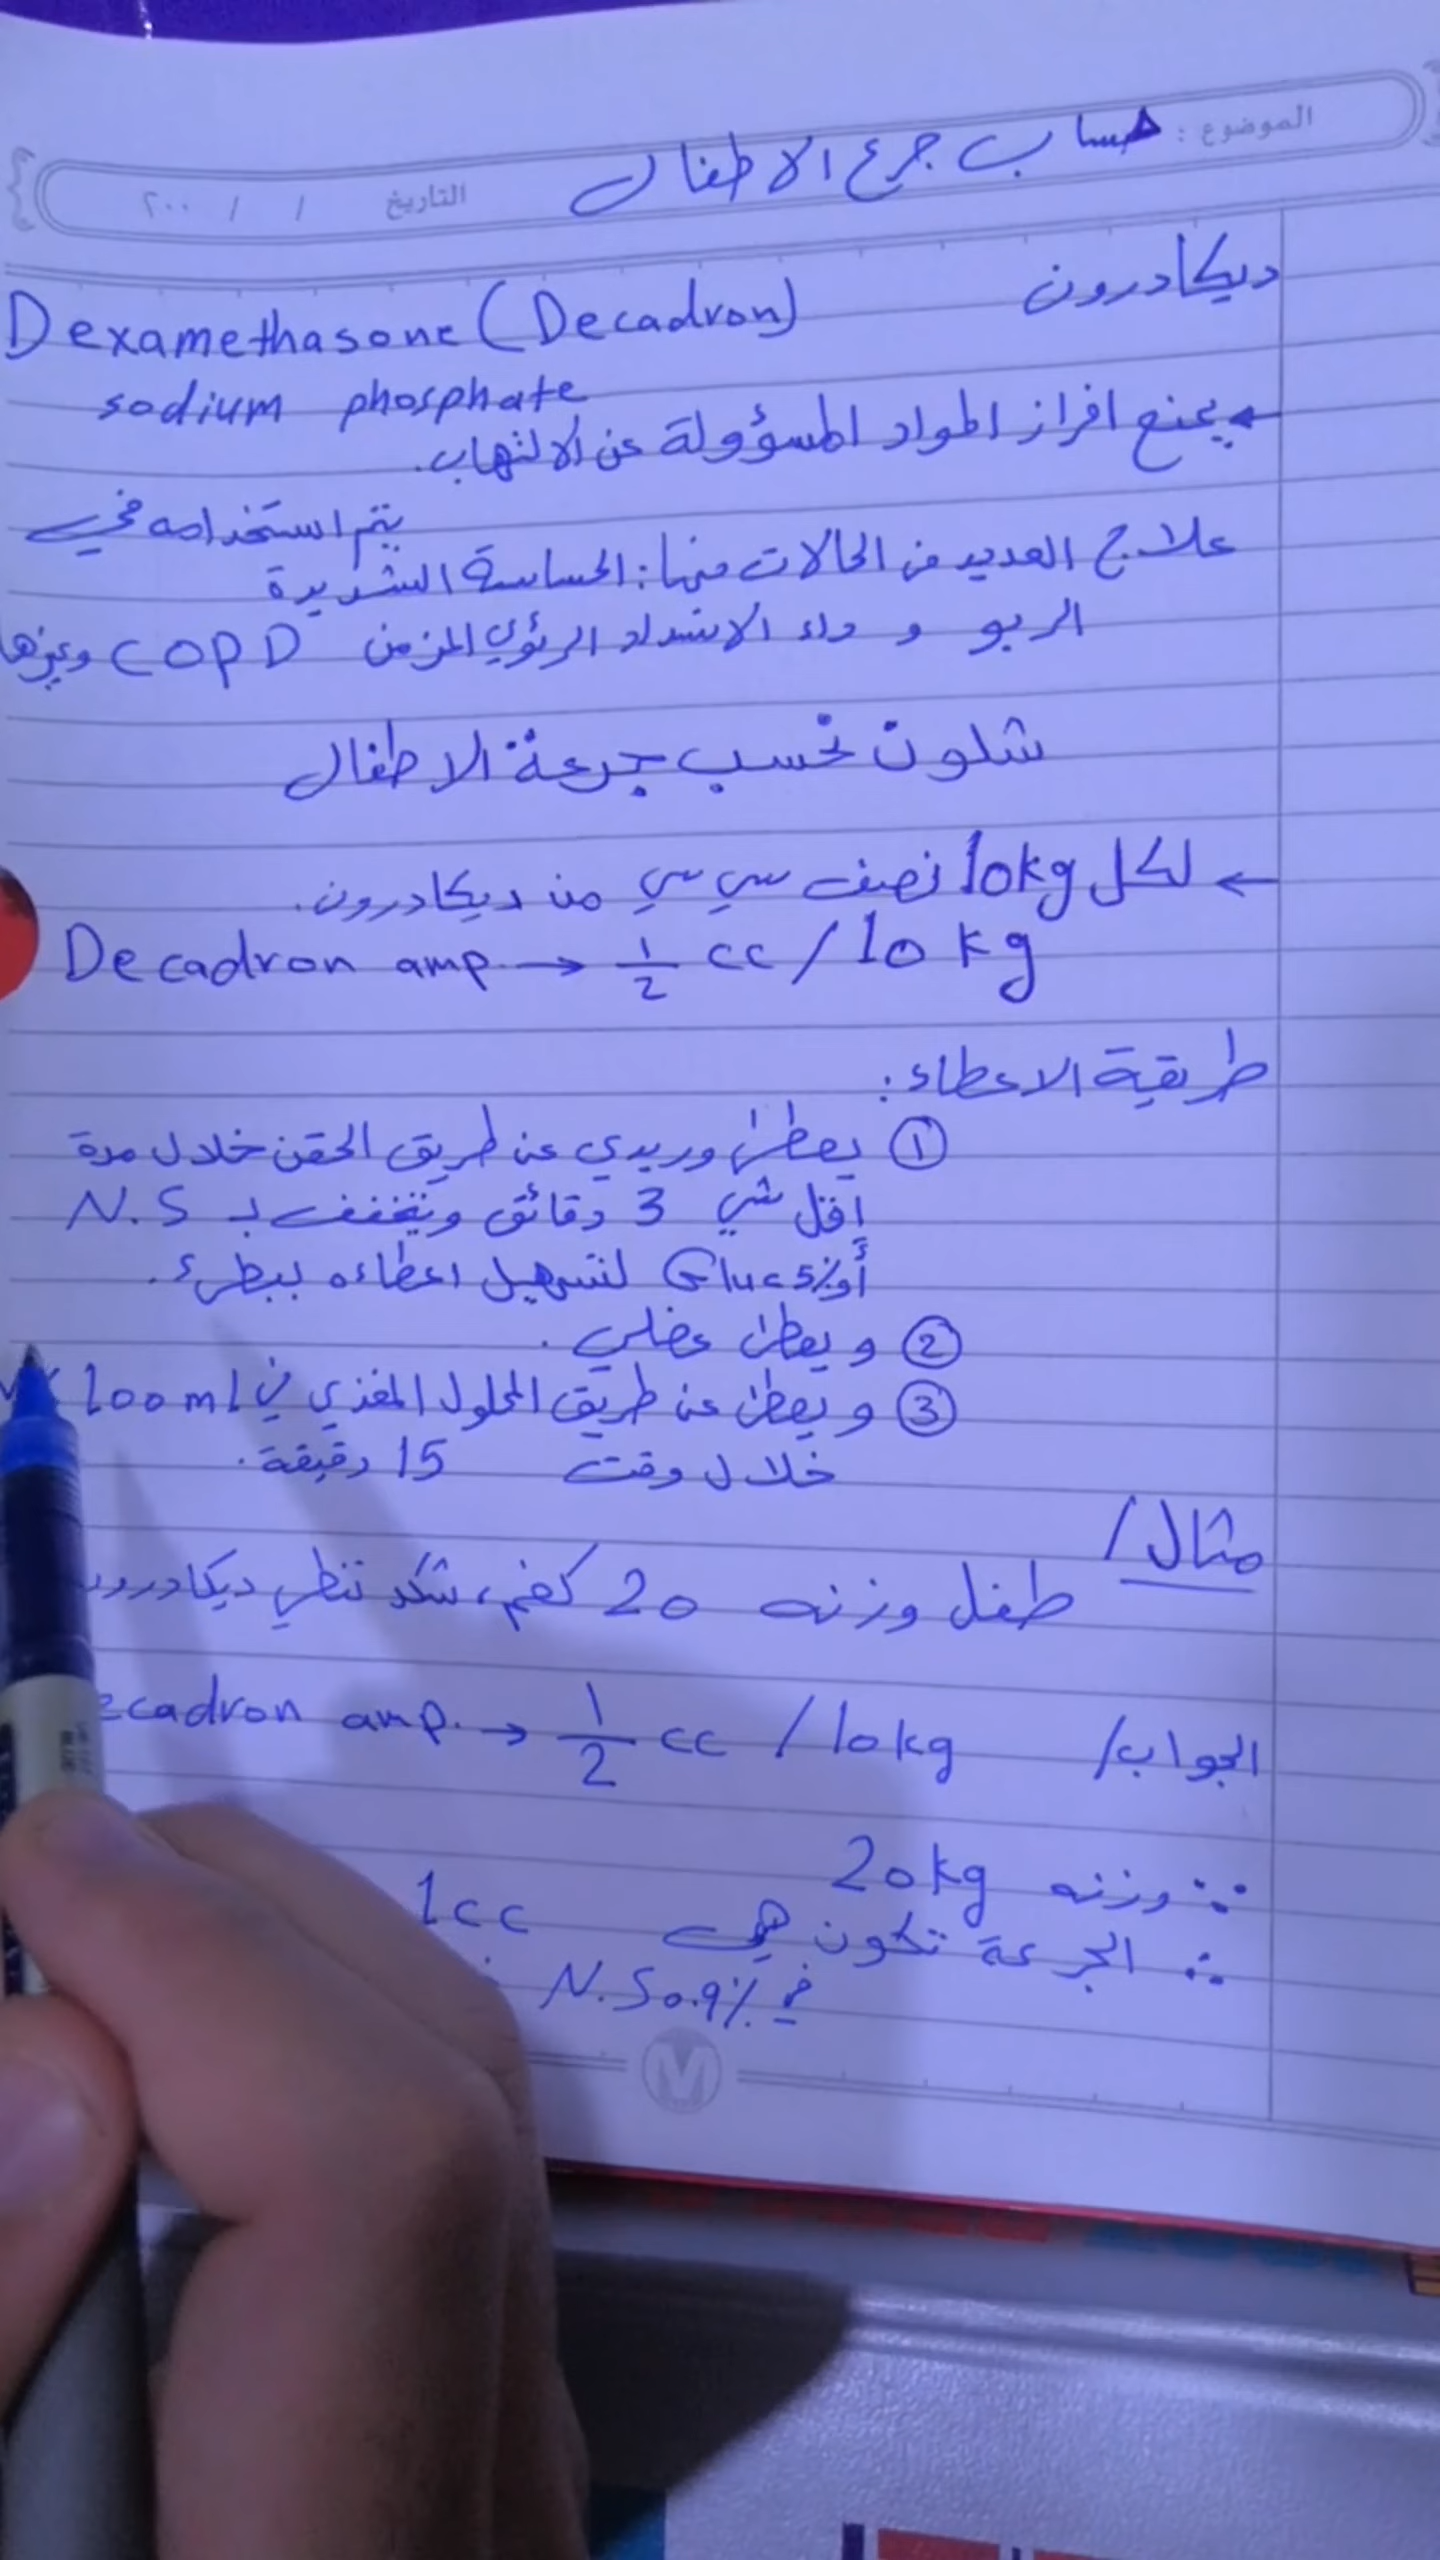 الموضوع : حساب جرع الاطفال
التاريخ / / ٢٠٠
ديكادرون
Dexamethasone (Decadron)
sodium phosphate
يمنع افراز المواد المسؤولة عن الالتهاب.
يتم استخدامه في
علاج العديد من الحالات منها: الحساسية الشديدة
الربو و داء الانسداد الرئوي المزمن COPD وغيرها
شلون نحسب جرعة الاطفال
← لكل 10kg نصف سي سي من ديكادرون.
Decadron amp. → 1/2 cc / 10 kg
طريقة الاعطاء:
① يعطى وريدي عن طريق الحقن خلال مدة
اقل شي 3 دقائق ويخفف بـ N.S
أو Gluc 5% لتسهيل اعطاءه ببطئ.
② و يعطى عضلي.
③ و يعطى عن طريق المحلول المغذي في 100ml
خلال وقت 15 دقيقة.
مثال/
طفل وزنه 20 كغم، شكد تنطي ديكادرون
الجواب/ ecadron amp. → 1/2 cc / 10kg
∵ وزنه 20kg
∴ الجرعة تكون هي 1cc
في N.S 0.9%
M